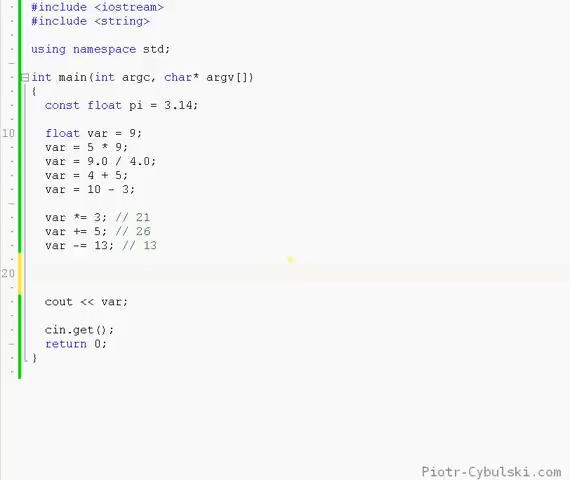 #include <iostream>
#include <string>
using namespace std;
int main(int argc, char* argv[])
{
const float pi = 3.14;
10 float var = 9;
var = 5 * 9;
var = 9.0 / 4.0;
var = 4 + 5;
var = 10 - 3;
var *= 3; // 21
var += 5; // 26
var -= 13; // 13
20
cout << var;
cin.get();
return 0;
}
Piotr-Cybulski.com